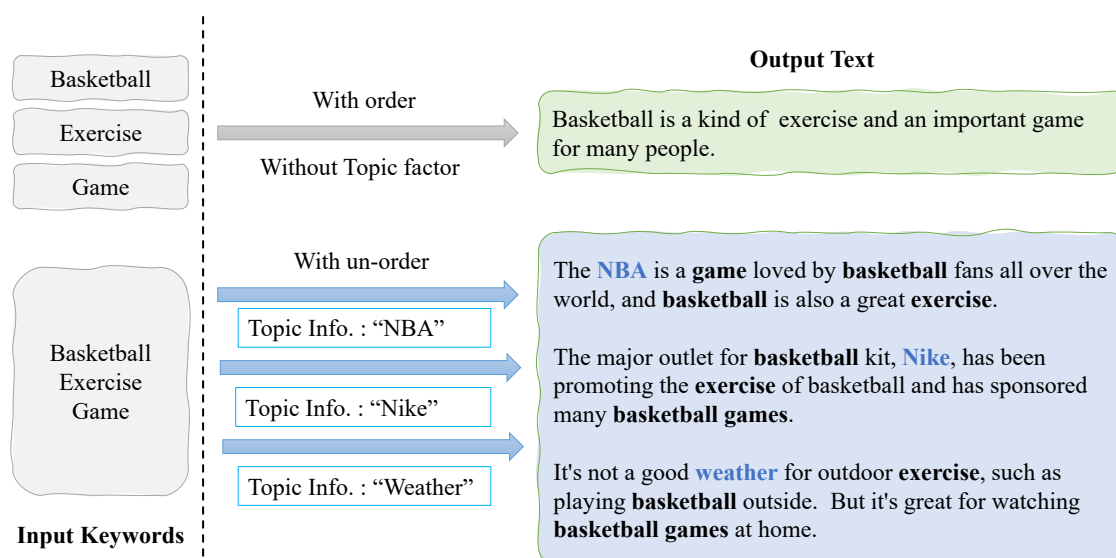 Basketball
Exercise
Game
With order
Without Topic factor
Output Text
Basketball is a kind of  exercise and an important game
for many people.
Basketball
Exercise
Game
Input Keywords
With un-order
Topic Info. : “NBA”
Topic Info. : “Nike”
Topic Info. : “Weather”
The NBA is a game loved by basketball fans all over the
world, and basketball is also a great exercise.
The major outlet for basketball kit, Nike, has been
promoting the exercise of basketball and has sponsored
many basketball games.
It's not a good weather for outdoor exercise, such as
playing basketball outside.  But it's great for watching
basketball games at home.